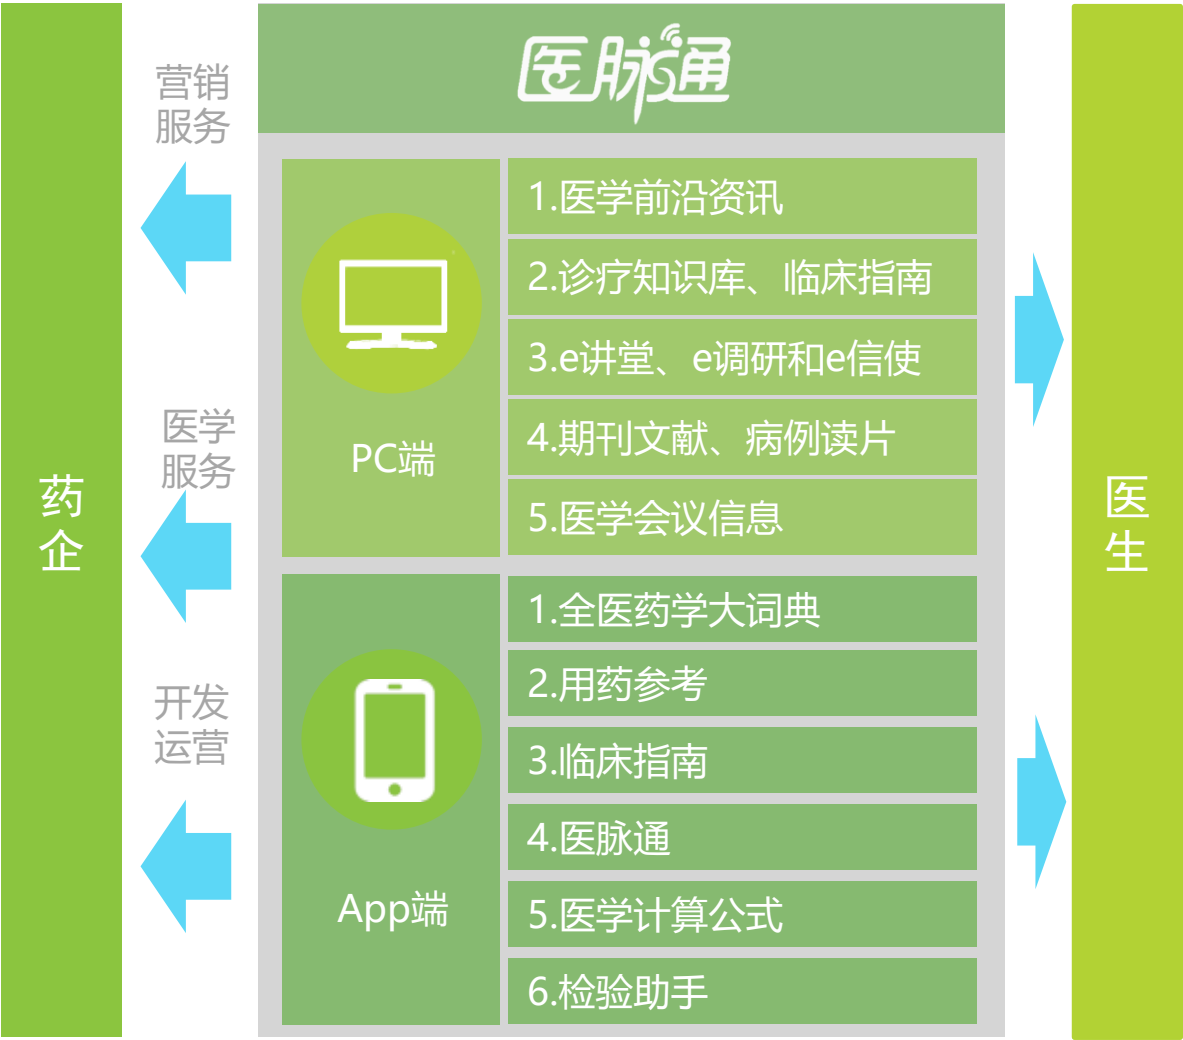 药
企
营销
服务
医学
服务
开发
运营
医脉通
PC端
1.医学前沿资讯
2.诊疗知识库、临床指南
3.e讲堂、e调研和e信使
4.期刊文献、病例读片
5.医学会议信息
App端
1.全医药学大词典
2.用药参考
3.临床指南
4.医脉通
5.医学计算公式
6.检验助手
医
生